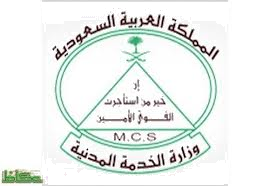 المملكة العربية السعودية
إن
خير من استأجرت
القوي الأمين
M.C.S
وزارة الخدمة المدنية